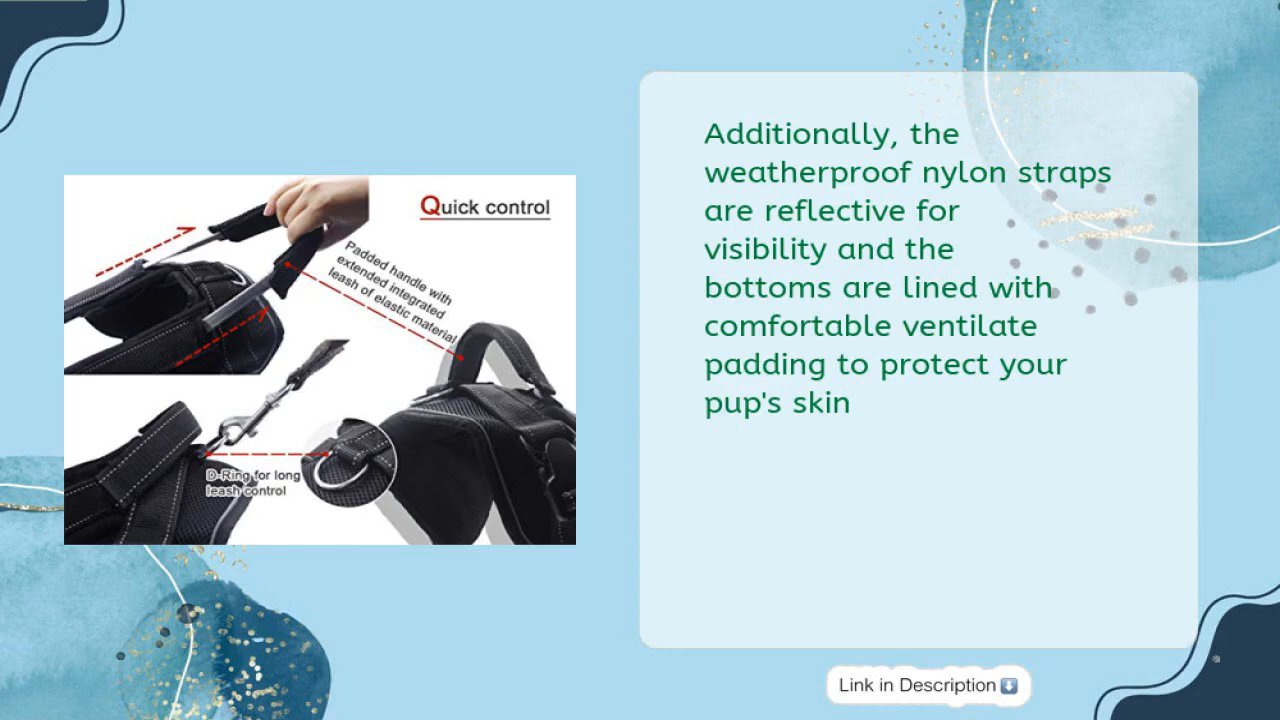 Quick control
Padded handle with
extended integrated
leash of elastic material
D-Ring for long
leash control
Additionally, the
weatherproof nylon straps
are reflective for
visibility and the
bottoms are lined with
comfortable ventilate
padding to protect your
pup's skin
Link in Description ⬇️